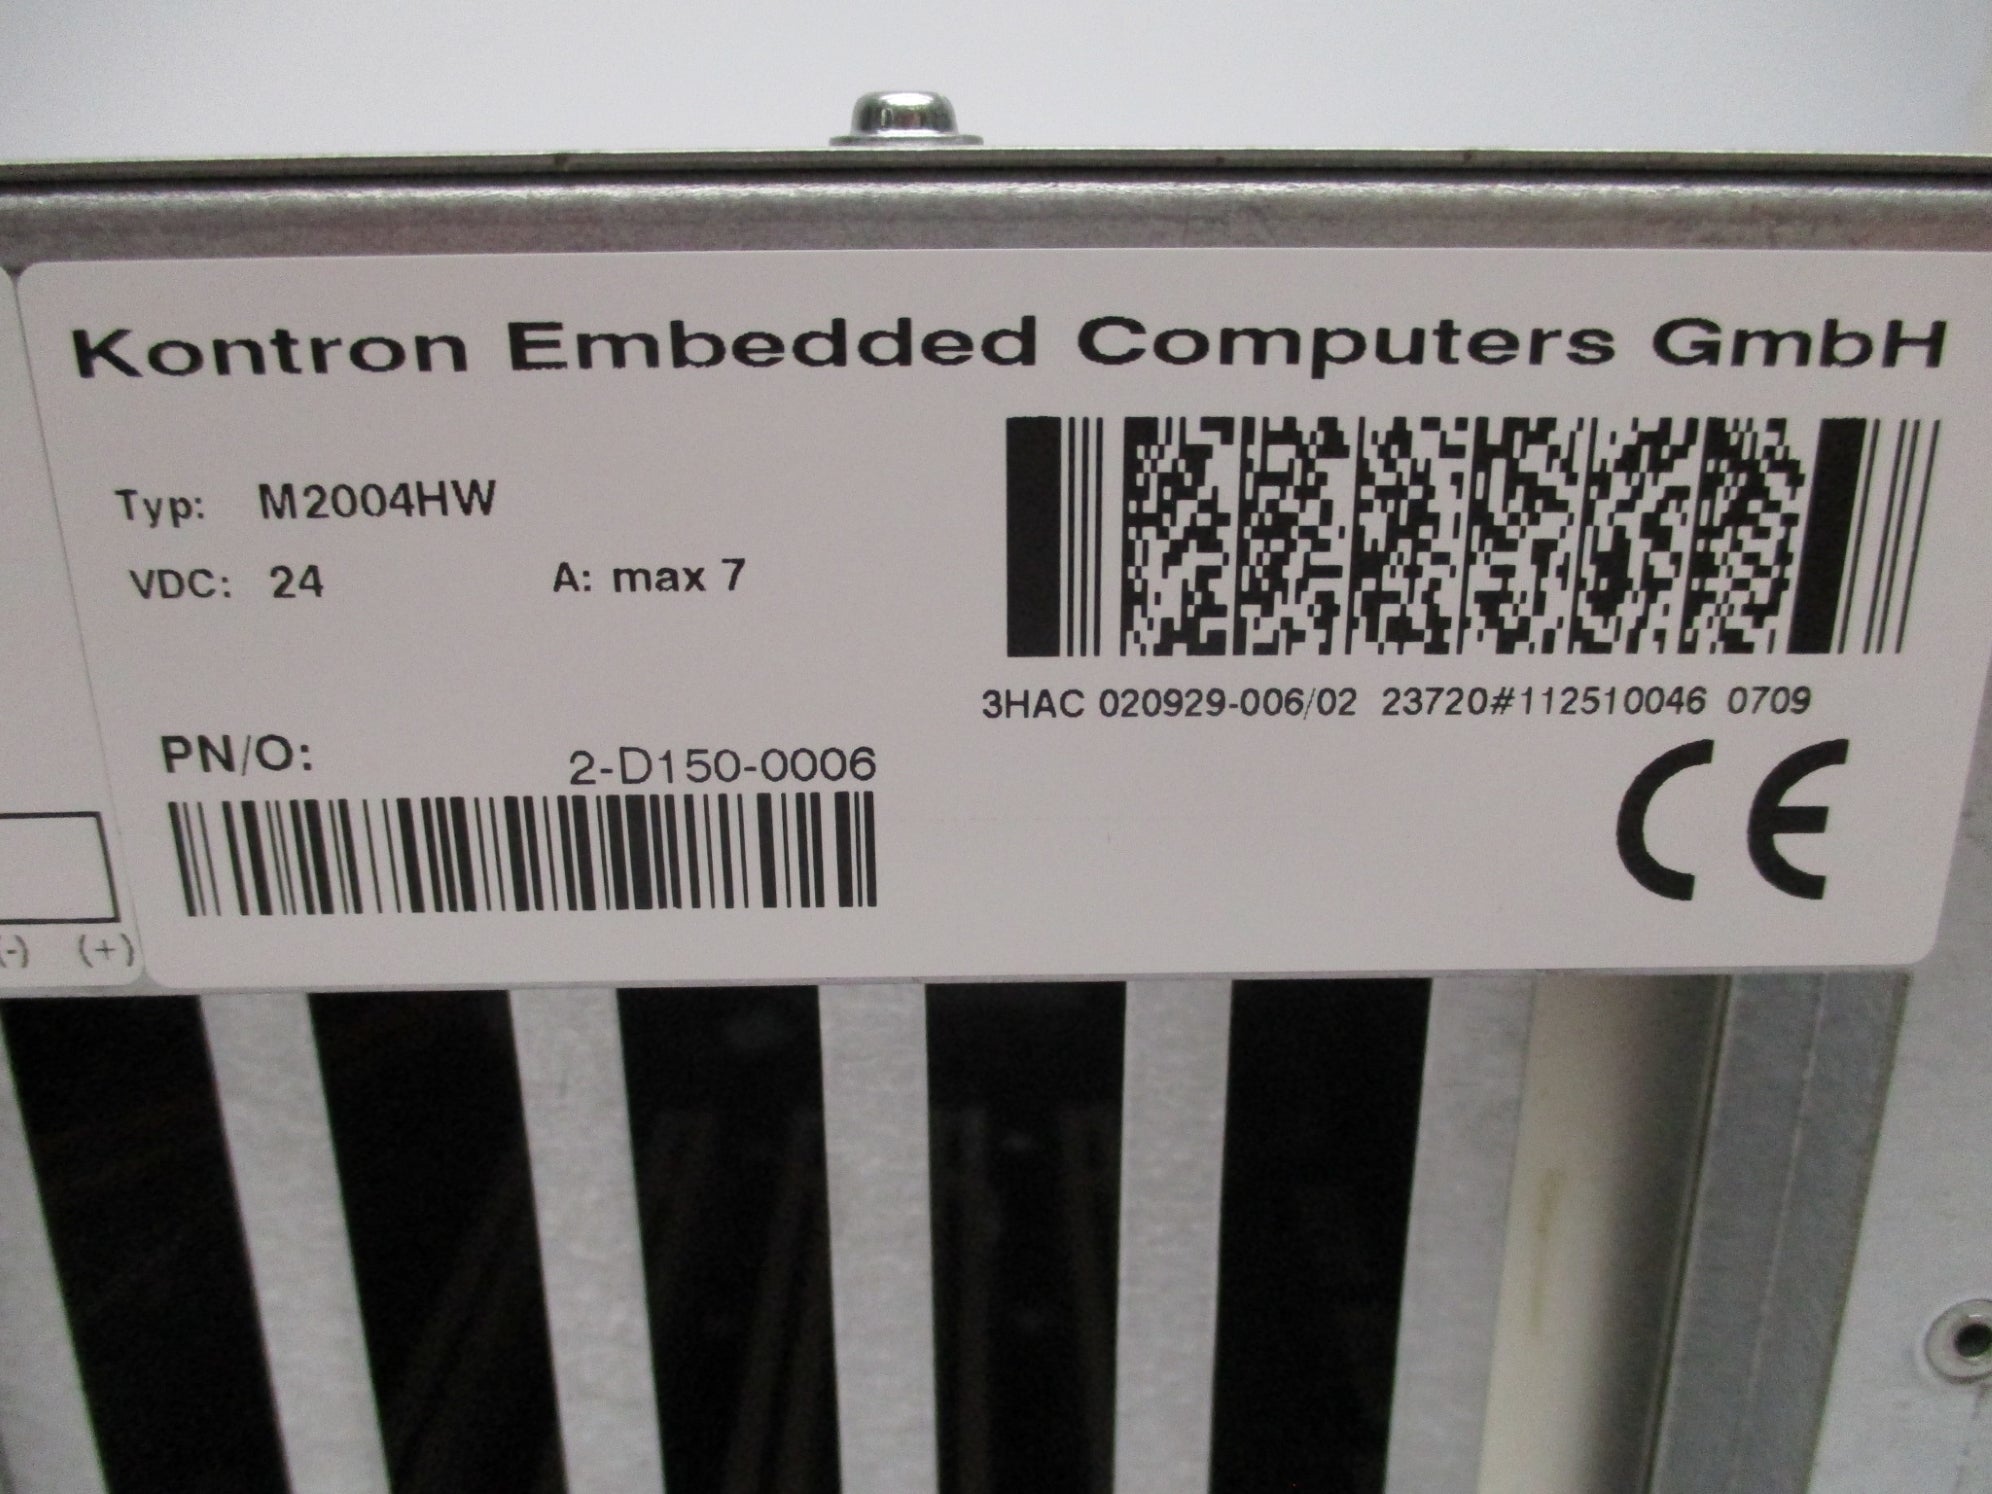 Kontron Embedded Computers GmbH
Typ: M2004HW
VDC: 24 A: max 7
3HAC 020929-006/02 23720#112510046 0709
PN/O: 2-D150-0006
CE
(-) (+)